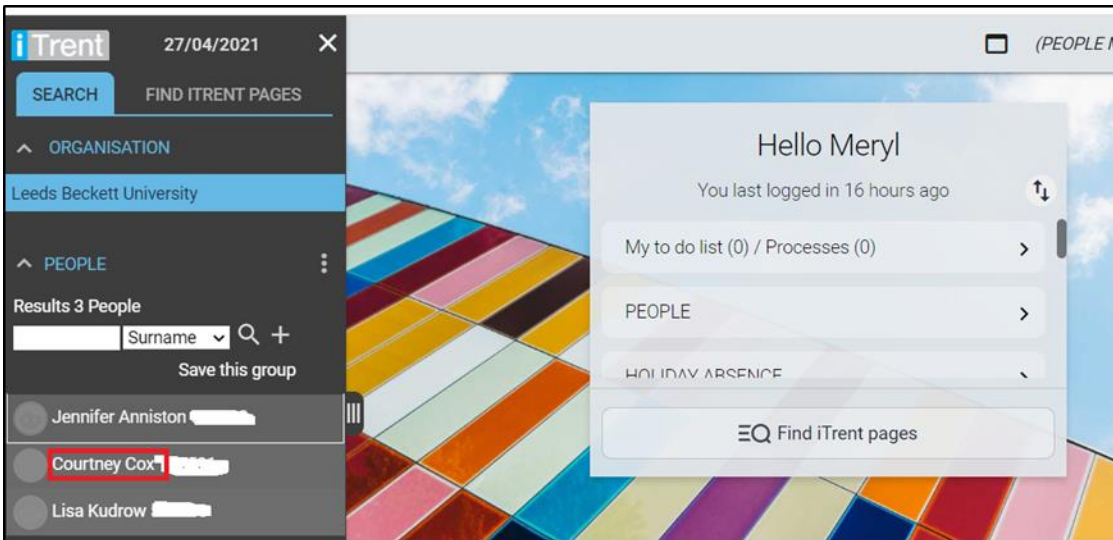 iTrent 27/04/2021
SEARCH FIND ITRENT PAGES
ORGANISATION
Leeds Beckett University
PEOPLE
Results 3 People
Surname
Save this group
Jennifer Anniston
Courtney Cox
Lisa Kudrow
(PEOPLE
Hello Meryl
You last logged in 16 hours ago
My to do list (0) / Processes (0)
PEOPLE
HOLIDAY ABSENCE
Find iTrent pages